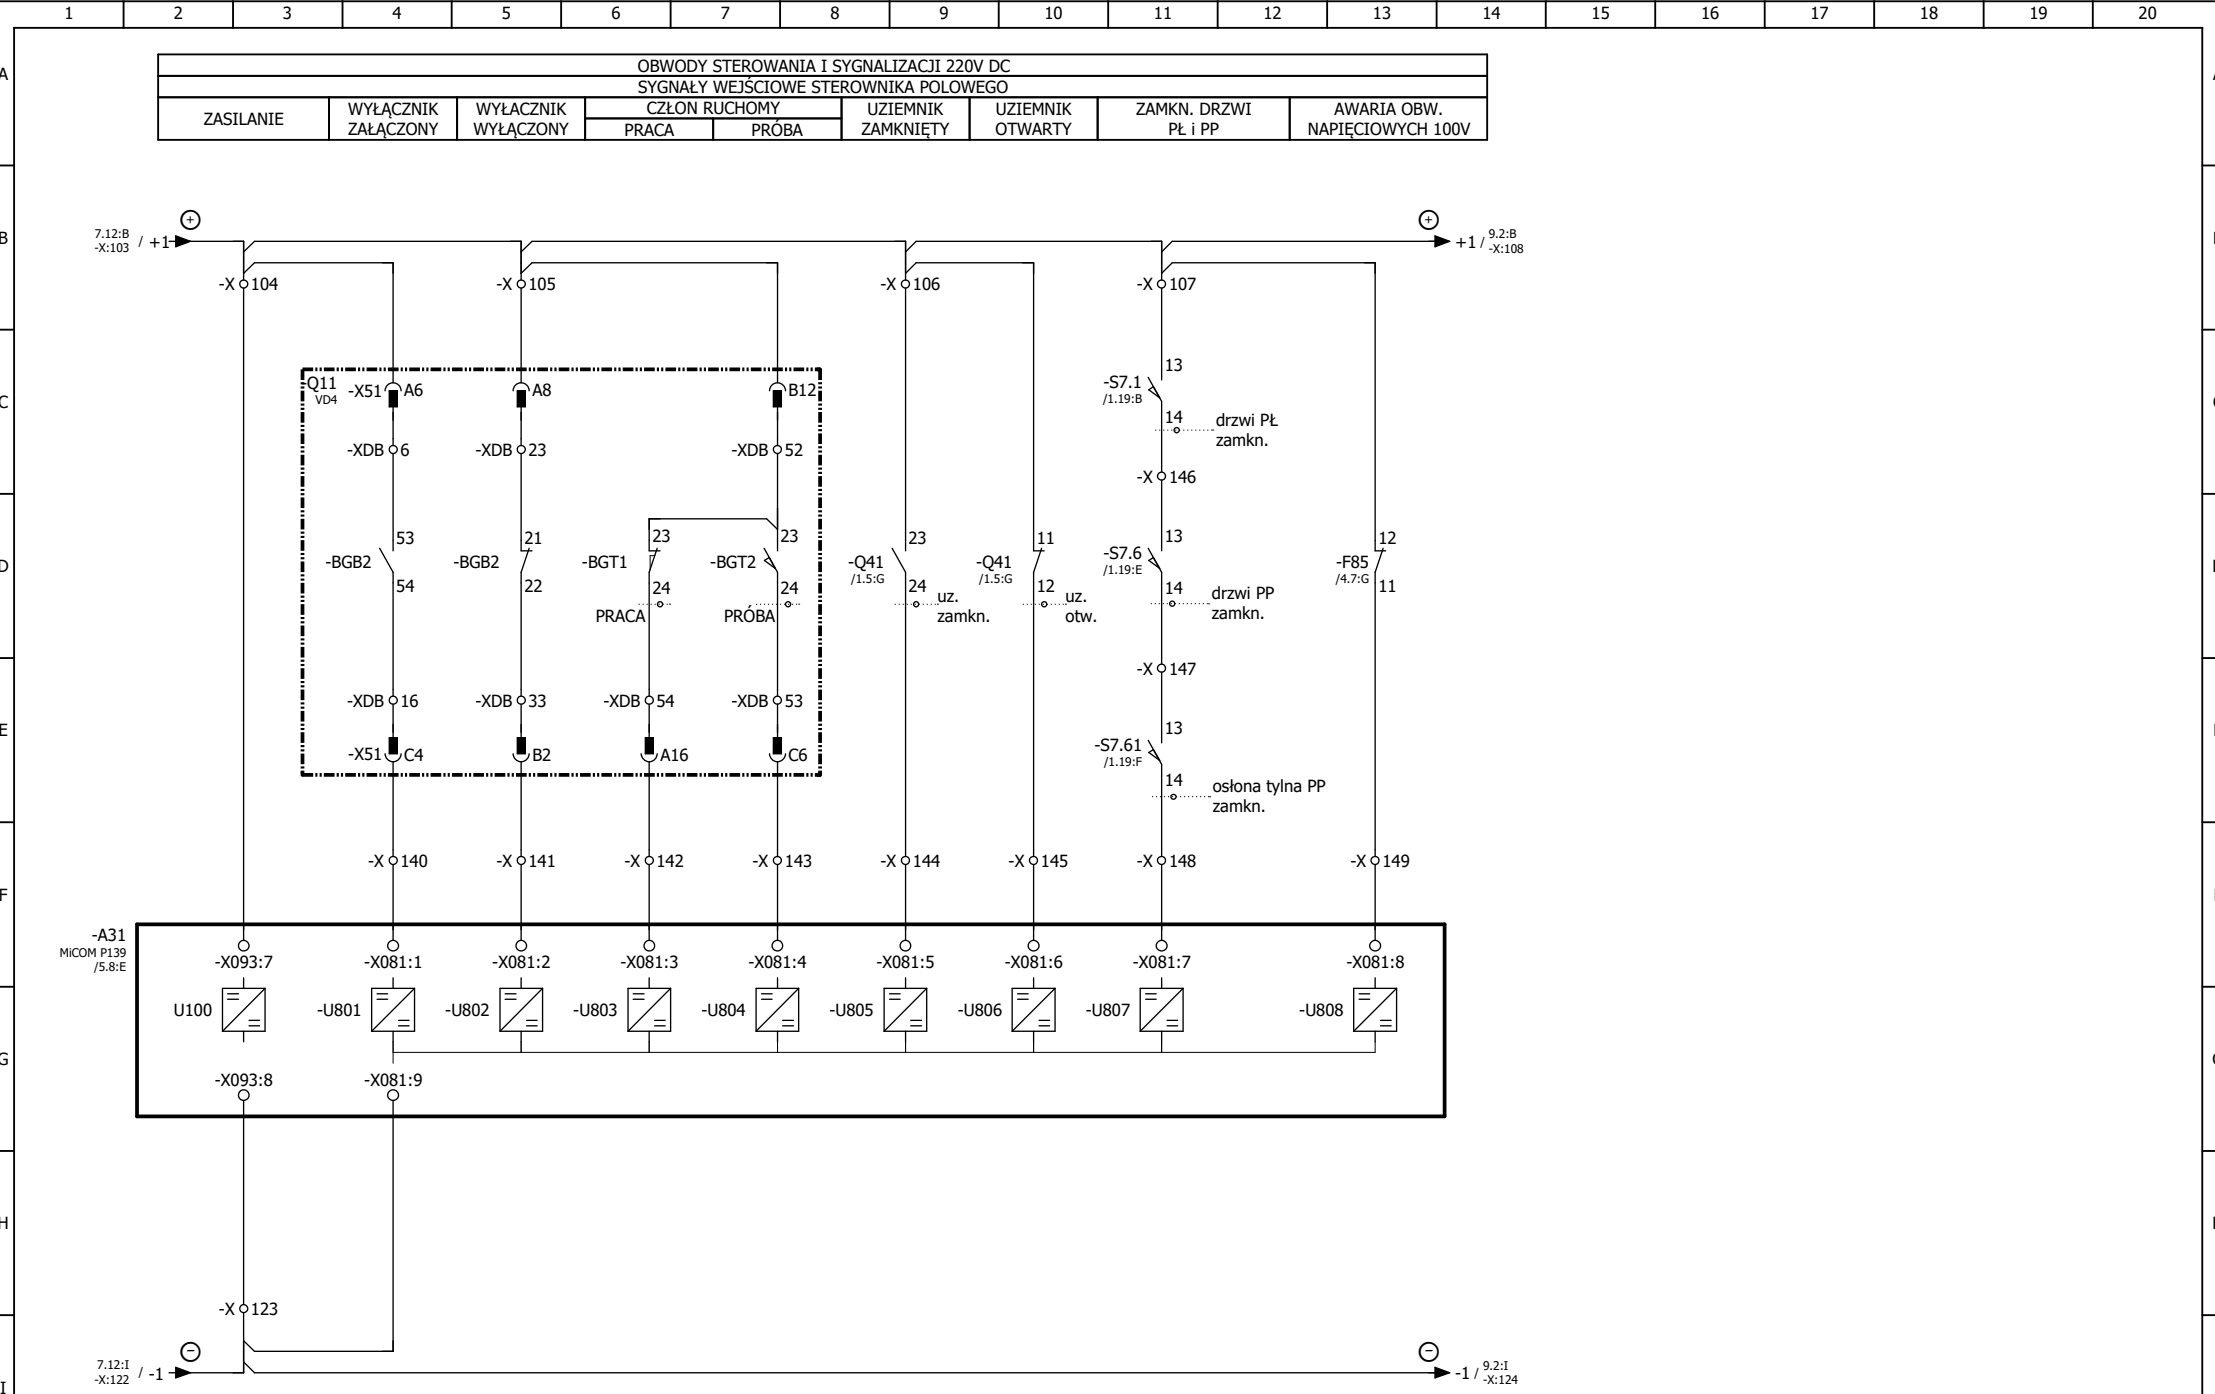 1 2 3 4 5 6 7 8 9 10 11 12 13 14 15 16 17 18 19 20
A
OBWODY STEROWANIA I SYGNALIZACJI 220V DC
SYGNAŁY WEJŚCIOWE STEROWNIKA POLOWEGO
ZASILANIE
WYŁĄCZNIK
ZAŁĄCZONY
WYŁACZNIK
WYŁĄCZONY
CZŁON RUCHOMY
PRACA PRÓBA
UZIEMNIK
ZAMKNIĘTY
UZIEMNIK
OTWARTY
ZAMKN. DRZWI
PŁ i PP
AWARIA OBW.
NAPIĘCIOWYCH 100V
B
7.12:B
-X:103
/ +1
+
+
+1 /
9.2:B
-X:108
-X 104 -X 105 -X 106 -X 107
C
-Q11
VD4
-X51 A6 A8 B12
-XDB 6 -XDB 23 -XDB 52
13
-S7.1
/1.19:B
14
drzwi PŁ
zamkn.
-X 146
D
53
-BGB2
54
21
-BGB2
22
23
-BGT1
24
PRACA
23
-BGT2
24
PRÓBA
23
-Q41
/1.5:G
24
uz.
zamkn.
11
-Q41
/1.5:G
12
uz.
otw.
13
-S7.6
/1.19:E
14
drzwi PP
zamkn.
12
-F85
/4.7:G
11
-X 147
E
-XDB 16 -XDB 33 -XDB 54 -XDB 53
-X51 C4 B2 A16 C6
13
-S7.61
/1.19:F
14
osłona tylna PP
zamkn.
F
-X 140 -X 141 -X 142 -X 143 -X 144 -X 145 -X 148 -X 149
-A31
MiCOM P139
/5.8:E
-X093:7 -X081:1 -X081:2 -X081:3 -X081:4 -X081:5 -X081:6 -X081:7 -X081:8
U100 -U801 -U802 -U803 -U804 -U805 -U806 -U807 -U808
G
-X093:8 -X081:9
H
-X 123
I
7.12:I
-X:122
/ -1
−
−
-1 /
9.2:I
-X:124